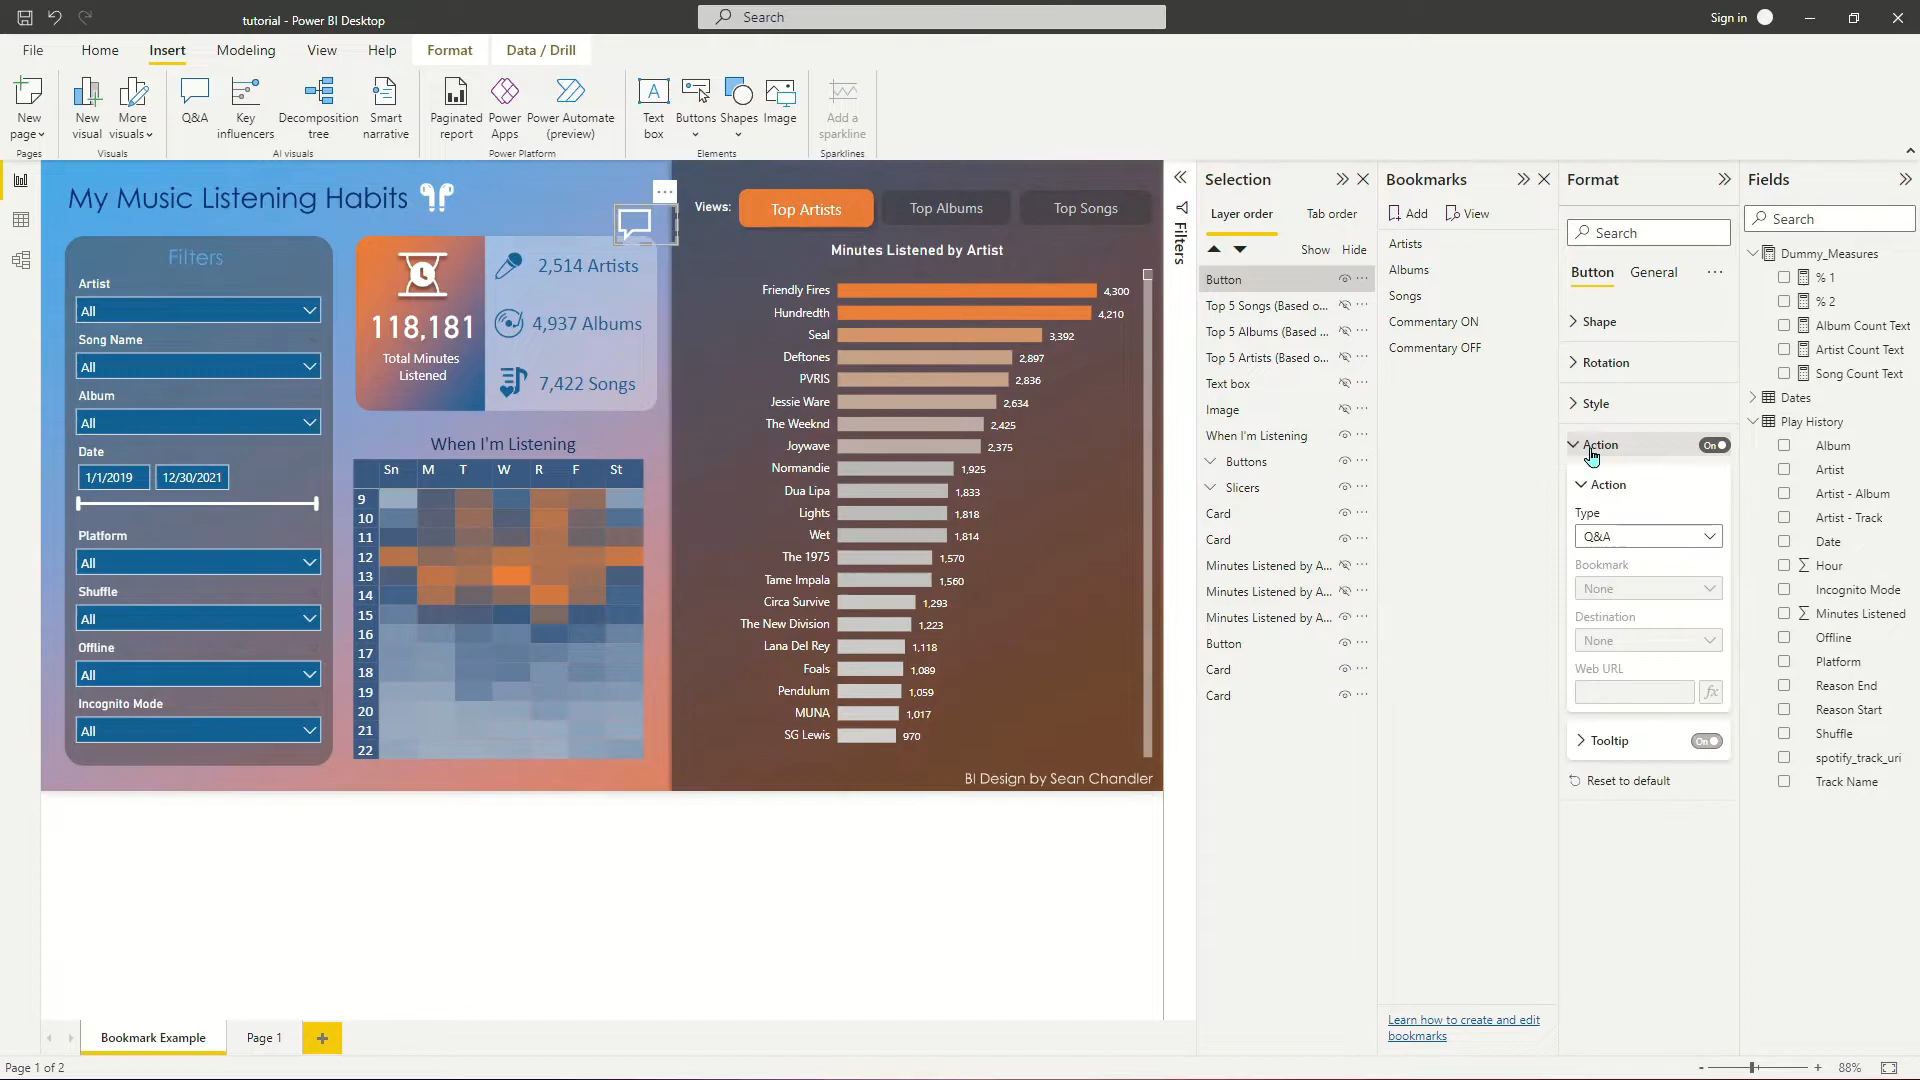 tutorial - Power BI Desktop
Search
Sign in
File
Home
Insert
Modeling
View
Help
Format
Data / Drill
New page
New visual
More visuals
Q&A
Key influencers
Decomposition tree
Smart narrative
Paginated report
Power Apps
Power Automate (preview)
Text box
Buttons
Shapes
Image
Add a sparkline
Pages
Visuals
AI visuals
Power Platform
Elements
Sparklines
My Music Listening Habits
Filters
Artist
All
Song Name
All
Album
All
Date
1/1/2019
12/30/2021
Platform
All
Shuffle
All
Offline
All
Incognito Mode
All
118,181
Total Minutes
Listened
2,514 Artists
4,937 Albums
7,422 Songs
When I'm Listening
Sn M T W R F St
9
10
11
12
13
14
15
16
17
18
19
20
21
22
Views:
Top Artists
Top Albums
Top Songs
Minutes Listened by Artist
Friendly Fires 4,300
Hundredth 4,210
Seal 3,392
Deftones 2,897
PVRIS 2,836
Jessie Ware 2,634
The Weeknd 2,425
Joywave 2,375
Normandie 1,925
Dua Lipa 1,833
Lights 1,818
Wet 1,814
The 1975 1,570
Tame Impala 1,560
Circa Survive 1,293
The New Division 1,223
Lana Del Rey 1,118
Foals 1,089
Pendulum 1,059
MUNA 1,017
SG Lewis 970
BI Design by Sean Chandler
Filters
Selection
Layer order
Tab order
Show
Hide
Button
Top 5 Songs (Based o...
Top 5 Albums (Based ...
Top 5 Artists (Based o...
Text box
Image
When I'm Listening
Buttons
Slicers
Card
Card
Minutes Listened by A...
Minutes Listened by A...
Minutes Listened by A...
Button
Card
Card
Bookmarks
Add
View
Artists
Albums
Songs
Commentary ON
Commentary OFF
Learn how to create and edit
bookmarks
Format
Search
Button
General
Shape
Rotation
Style
Action
On
Action
Type
Q&A
Bookmark
None
Destination
None
Web URL
fx
Tooltip
On
Reset to default
Fields
Search
Dummy_Measures
% 1
% 2
Album Count Text
Artist Count Text
Song Count Text
Dates
Play History
Album
Artist
Artist - Album
Artist - Track
Date
Hour
Incognito Mode
Minutes Listened
Offline
Platform
Reason End
Reason Start
Shuffle
spotify_track_uri
Track Name
Bookmark Example
Page 1
Page 1 of 2
88%